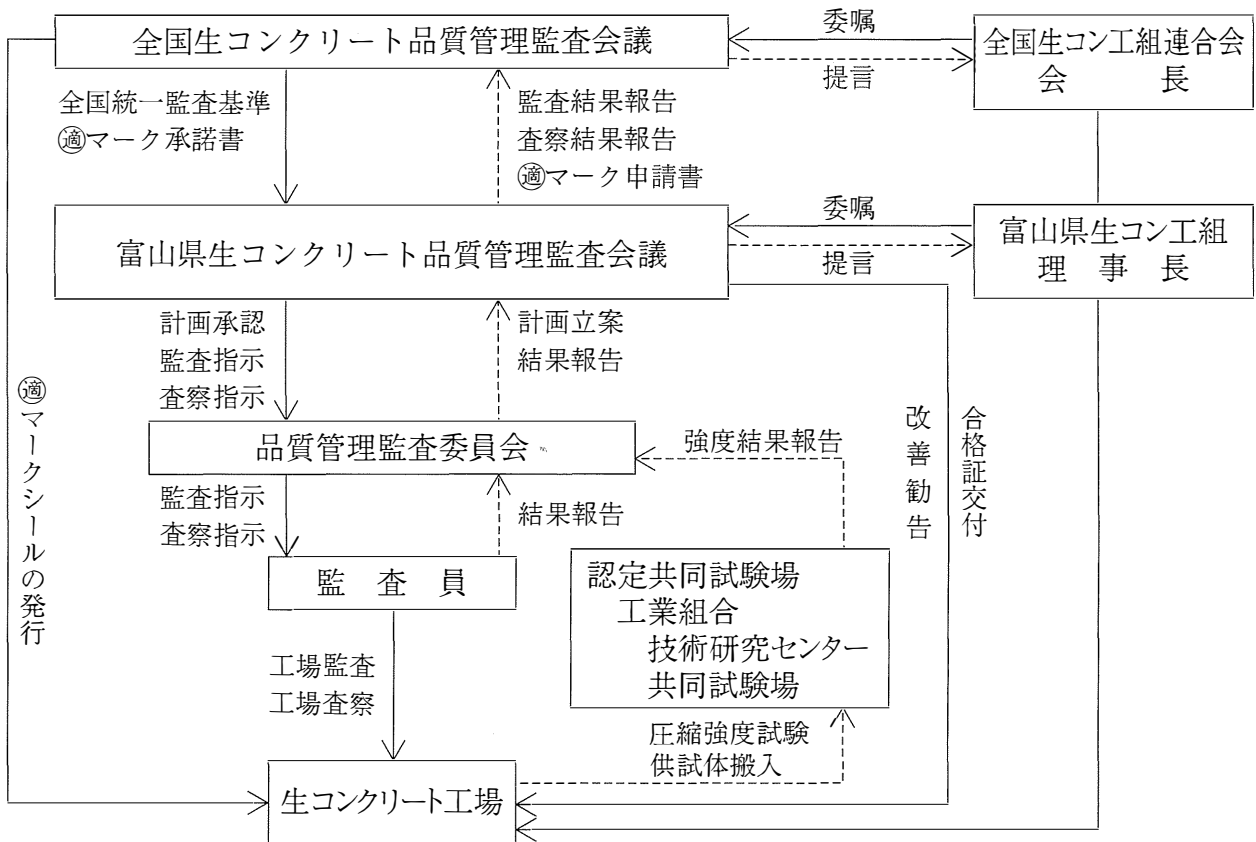 全国生コンクリート品質管理監査会議
委嘱
提言
全国生コン工組連合会
会長
全国統一監査基準
㊜マーク承諾書
監査結果報告
査察結果報告
㊜マーク申請書
富山県生コンクリート品質管理監査会議
委嘱
提言
富山県生コン工組
理事長
計画承認
監査指示
査察指示
計画立案
結果報告
㊜マークシールの発行
品質管理監査委員会
強度結果報告
改善勧告
合格証交付
監査指示
査察指示
結果報告
監査員
認定共同試験場
工業組合
技術研究センター
共同試験場
工場監査
工場査察
圧縮強度試験
供試体搬入
生コンクリート工場